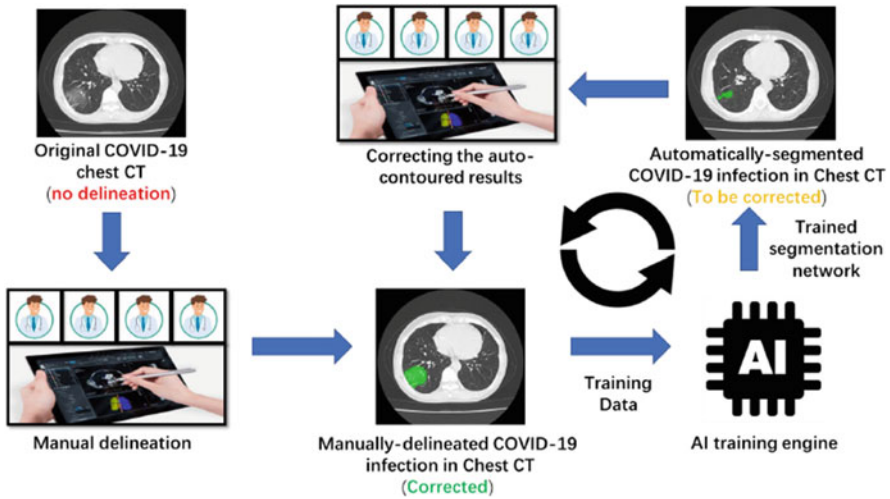 Original COVID-19
chest CT
(no delineation)
Correcting the auto-
contoured results
Automatically-segmented
COVID-19 infection in Chest CT
(To be corrected)
Trained
segmentation
network
Manual delineation
Manually-delineated COVID-19
infection in Chest CT
(Corrected)
Training
Data
AI
AI training engine